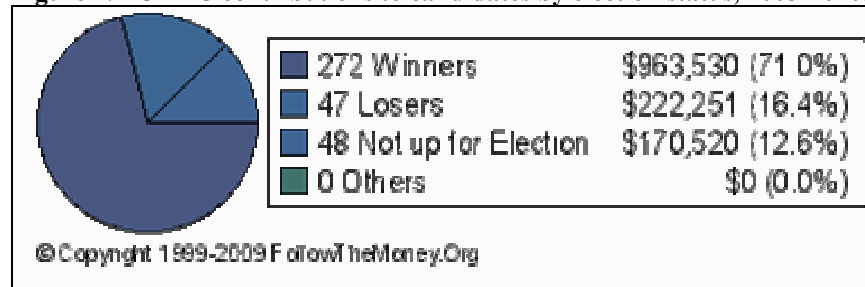 272 Winners $963,530 (71.0%)
47 Losers $222,251 (16.4%)
48 Not up for Election $170,520 (12.6%)
0 Others $0 (0.0%)
© Copyright 1999-2009 FollowTheMoney.Org